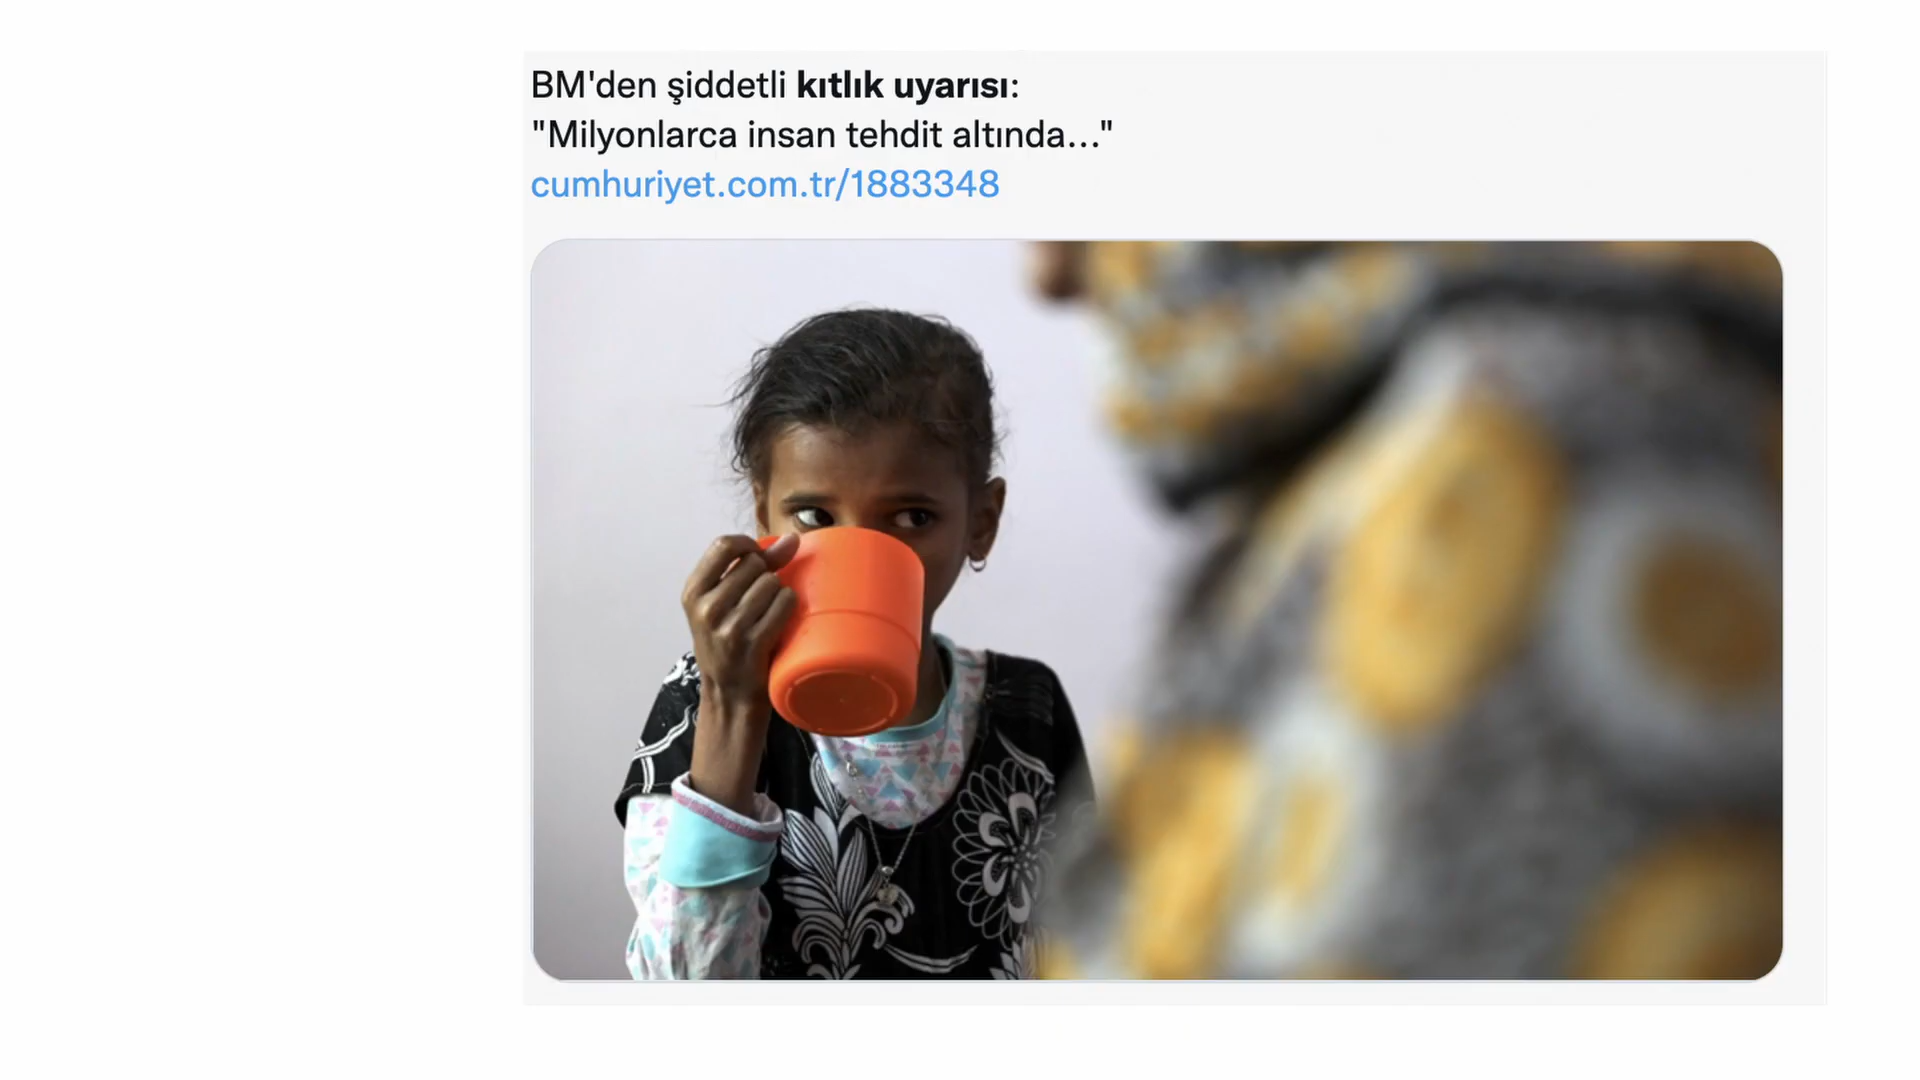 BM'den şiddetli kıtlık uyarısı:
"Milyonlarca insan tehdit altında..."
cumhuriyet.com.tr/1883348